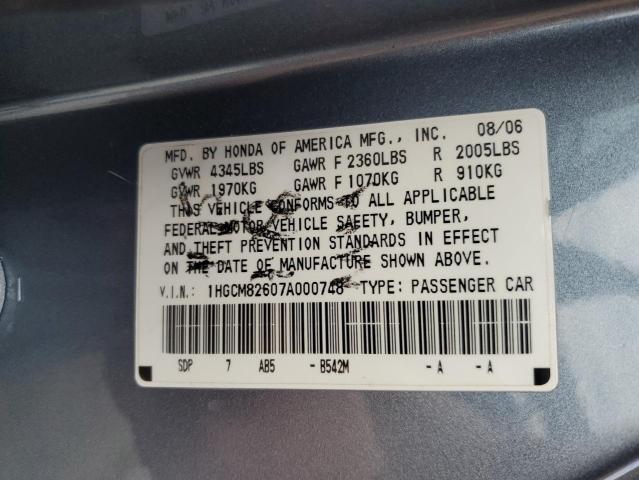 MFD. BY HONDA OF AMERICA MFG., INC. 08/06
GVWR 4345LBS GAWR F 2360LBS R 2005LBS
GVWR 1970KG GAWR F 1070KG R 910KG
THIS VEHICLE CONFORMS TO ALL APPLICABLE
FEDERAL MOTOR VEHICLE SAFETY, BUMPER,
AND THEFT PREVENTION STANDARDS IN EFFECT
ON THE DATE OF MANUFACTURE SHOWN ABOVE.
V.I.N.: 1HGCM82607A000748 TYPE: PASSENGER CAR
SDP 7 AB5 - B542M - A - A